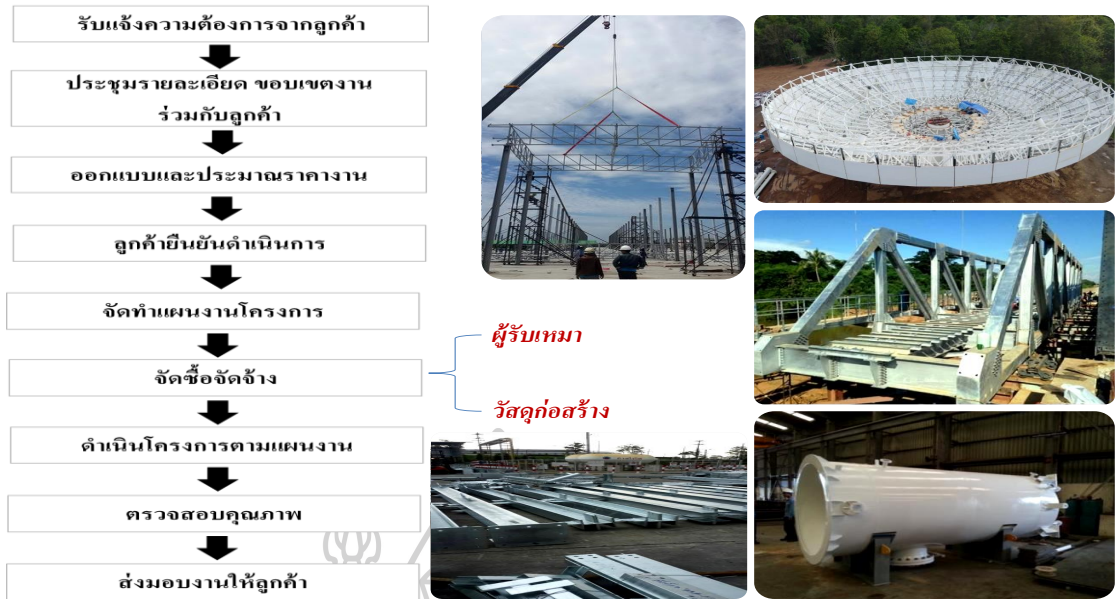 รับแจ้งความต้องการจากลูกค้า
ประชุมรายละเอียด ขอบเขตงาน
ร่วมกับลูกค้า
ออกแบบและประมาณราคางาน
ลูกค้ายืนยันดำเนินการ
จัดทำแผนงานโครงการ
จัดซื้อจัดจ้าง
ผู้รับเหมา
วัสดุก่อสร้าง
ดำเนินโครงการตามแผนงาน
ตรวจสอบคุณภาพ
ส่งมอบงานให้ลูกค้า